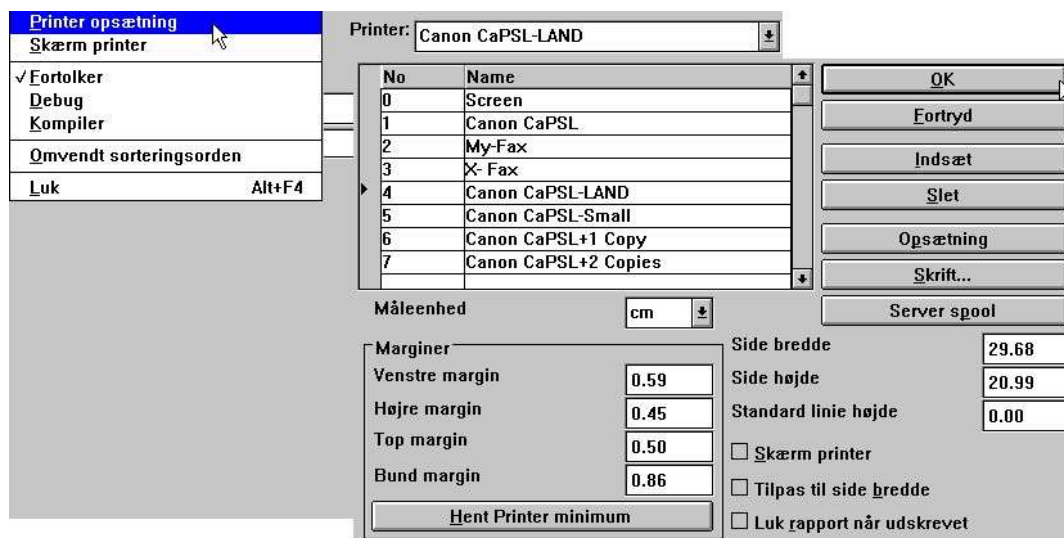 Printer opsætning
Skærm printer
Fortolker
Debug
Kompiler
Omvendt sorteringsorden
Luk Alt+F4
Printer: Canon CaPSL-LAND
No Name
0 Screen
1 Canon CaPSL
2 My-Fax
3 X- Fax
4 Canon CaPSL-LAND
5 Canon CaPSL-Small
6 Canon CaPSL+1 Copy
7 Canon CaPSL+2 Copies
OK
Fortryd
Indsæt
Slet
Opsætning
Skrift...
Server spool
Måleenhed cm
Marginer
Venstre margin 0.59
Højre margin 0.45
Top margin 0.50
Bund margin 0.86
Hent Printer minimum
Side bredde 29.68
Side højde 20.99
Standard linie højde 0.00
Skærm printer
Tilpas til side bredde
Luk rapport når udskrevet